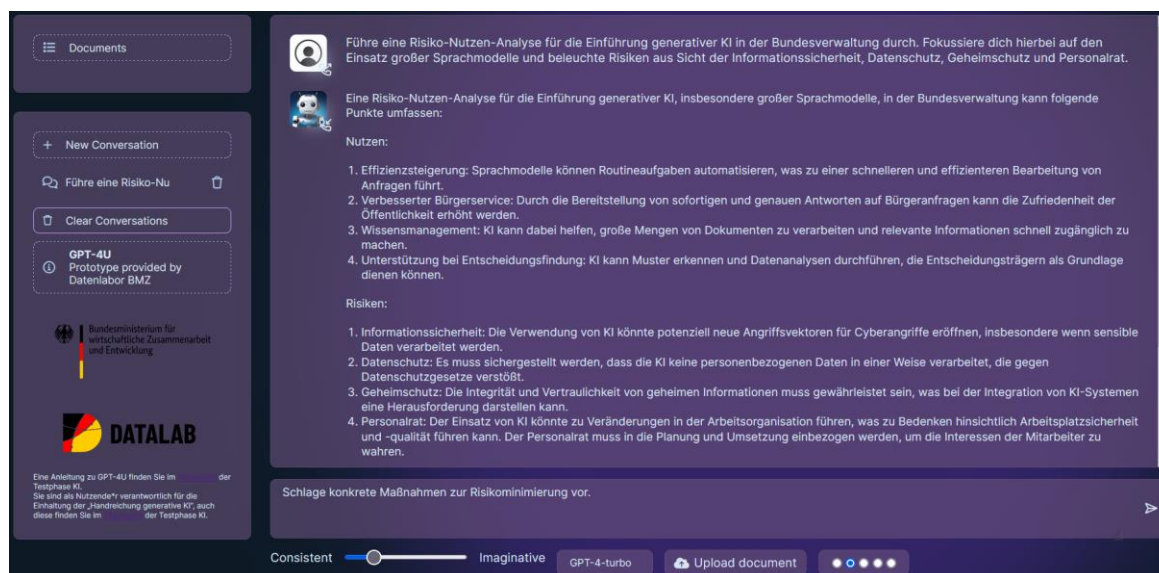 Documents
New Conversation
Führe eine Risiko-Nu
Clear Conversations
GPT-4U
Prototype provided by
Datenlabor BMZ
Bundesministerium für
wirtschaftliche Zusammenarbeit
und Entwicklung
DATALAB
Eine Anleitung zu GPT-4U finden Sie im der
Testphase KI.
Sie sind als Nutzende*r verantwortlich für die
Einhaltung der „Handreichung generative KI", auch
diese finden Sie im der Testphase KI.
Führe eine Risiko-Nutzen-Analyse für die Einführung generativer KI in der Bundesverwaltung durch. Fokussiere dich hierbei auf den
Einsatz großer Sprachmodelle und beleuchte Risiken aus Sicht der Informationssicherheit, Datenschutz, Geheimschutz und Personalrat.
Eine Risiko-Nutzen-Analyse für die Einführung generativer KI, insbesondere großer Sprachmodelle, in der Bundesverwaltung kann folgende
Punkte umfassen:
Nutzen:
1. Effizienzsteigerung: Sprachmodelle können Routineaufgaben automatisieren, was zu einer schnelleren und effizienteren Bearbeitung von
Anfragen führt.
2. Verbesserter Bürgerservice: Durch die Bereitstellung von sofortigen und genauen Antworten auf Bürgeranfragen kann die Zufriedenheit der
Öffentlichkeit erhöht werden.
3. Wissensmanagement: KI kann dabei helfen, große Mengen von Dokumenten zu verarbeiten und relevante Informationen schnell zugänglich zu
machen.
4. Unterstützung bei Entscheidungsfindung: KI kann Muster erkennen und Datenanalysen durchführen, die Entscheidungsträgern als Grundlage
dienen können.
Risiken:
1. Informationssicherheit: Die Verwendung von KI könnte potenziell neue Angriffsvektoren für Cyberangriffe eröffnen, insbesondere wenn sensible
Daten verarbeitet werden.
2. Datenschutz: Es muss sichergestellt werden, dass die KI keine personenbezogenen Daten in einer Weise verarbeitet, die gegen
Datenschutzgesetze verstößt.
3. Geheimschutz: Die Integrität und Vertraulichkeit von geheimen Informationen muss gewährleistet sein, was bei der Integration von KI-Systemen
eine Herausforderung darstellen kann.
4. Personalrat: Der Einsatz von KI könnte zu Veränderungen in der Arbeitsorganisation führen, was zu Bedenken hinsichtlich Arbeitsplatzsicherheit
und -qualität führen kann. Der Personalrat muss in die Planung und Umsetzung einbezogen werden, um die Interessen der Mitarbeiter zu
wahren.
Schlage konkrete Maßnahmen zur Risikominimierung vor.
Consistent
Imaginative
GPT-4-turbo
Upload document